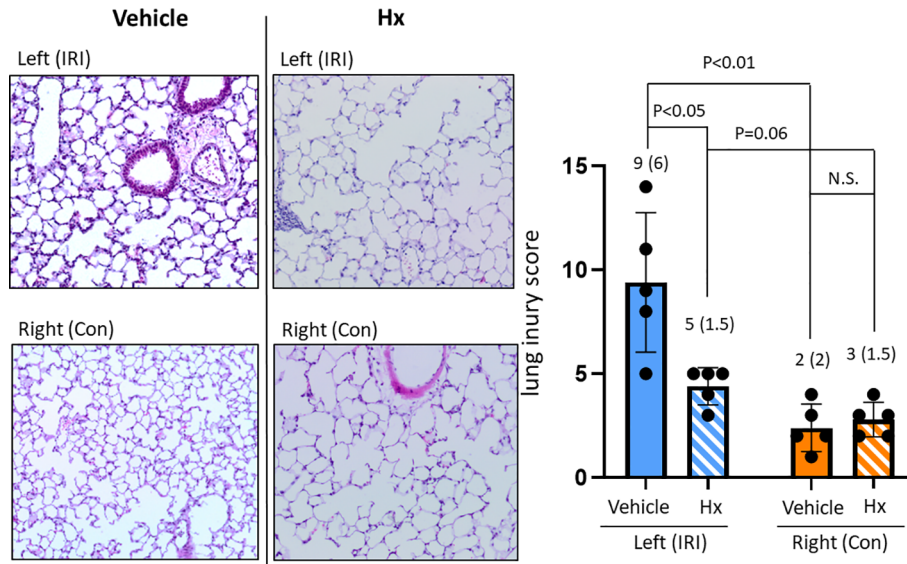 Vehicle
Hx
Left (IRI)
Left (IRI)
Right (Con)
Right (Con)
P<0.01
P<0.05
P=0.06
N.S.
9 (6)
5 (1.5)
2 (2)
3 (1.5)
lung inury score
15
10
5
0
Vehicle
Hx
Vehicle
Hx
Left (IRI)
Right (Con)